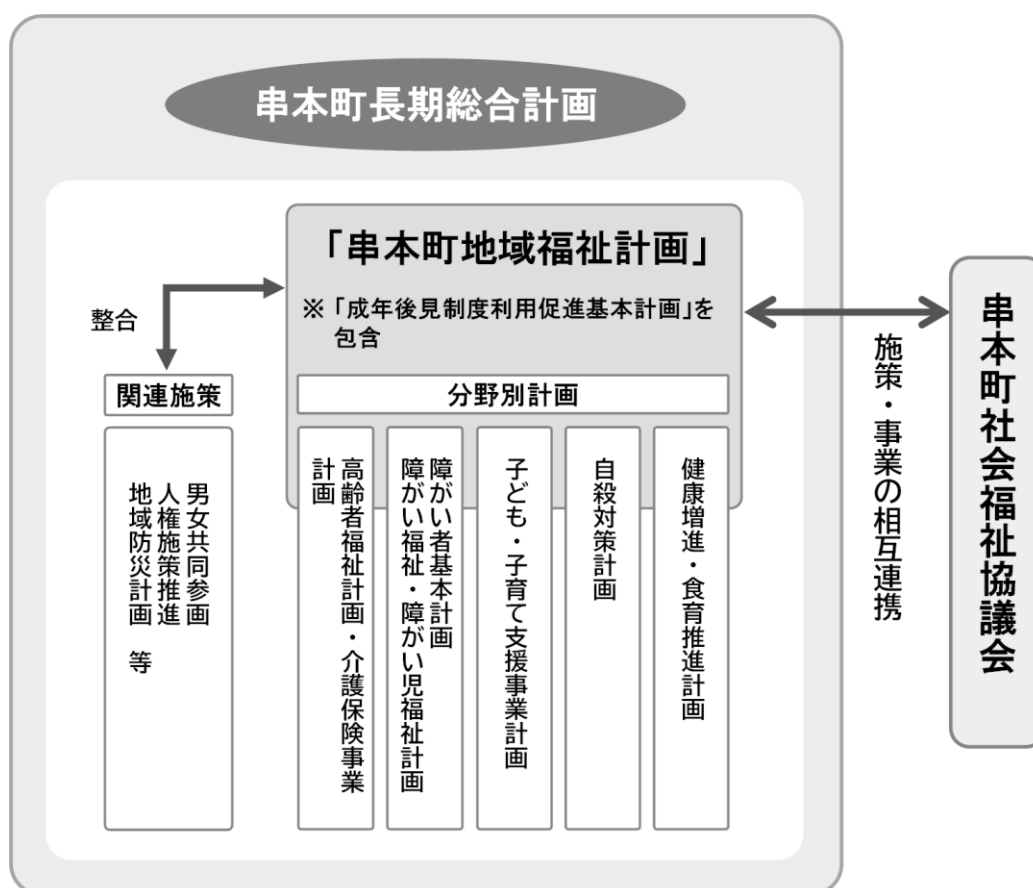 串本町長期総合計画
「串本町地域福祉計画」
※「成年後見制度利用促進基本計画」を
包含
整合
関連施策
男女共同参画
人権施策推進
地域防災計画 等
分野別計画
高齢者福祉計画・介護保険事業
計画
障がい者基本計画
障がい福祉・障がい児福祉計画
子ども・子育て支援事業計画
自殺対策計画
健康増進・食育推進計画
施策・事業の相互連携
串本町社会福祉協議会